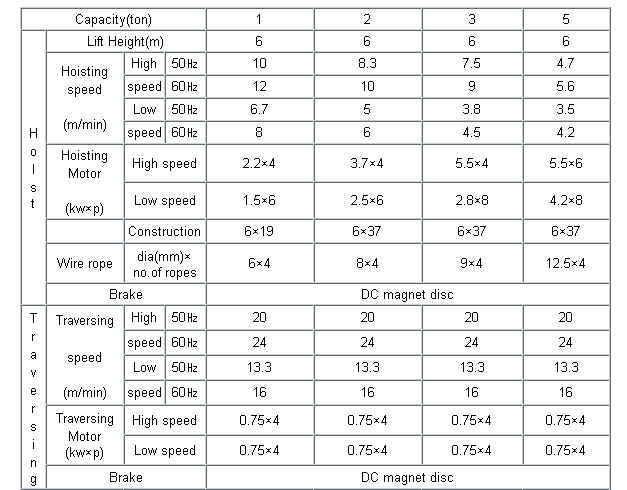 Capacity(ton) 1 2 3 5
Holst
Lift Height(m) 6 6 6 6
Hoisting speed (m/min)
High 50Hz 10 8.3 7.5 4.7
speed 60Hz 12 10 9 5.6
Low 50Hz 6.7 5 3.8 3.5
speed 60Hz 8 6 4.5 4.2
Hoisting Motor (kw×p)
High speed 2.2×4 3.7×4 5.5×4 5.5×6
Low speed 1.5×6 2.5×6 2.8×8 4.2×8
Construction 6×19 6×37 6×37 6×37
Wire rope dia(mm)× no.of ropes 6×4 8×4 9×4 12.5×4
Brake DC magnet disc
Traversing
Traversing speed (m/min)
High 50Hz 20 20 20 20
speed 60Hz 24 24 24 24
Low 50Hz 13.3 13.3 13.3 13.3
speed 60Hz 16 16 16 16
Traversing Motor (kw×p)
High speed 0.75×4 0.75×4 0.75×4 0.75×4
Low speed 0.75×4 0.75×4 0.75×4 0.75×4
Brake DC magnet disc